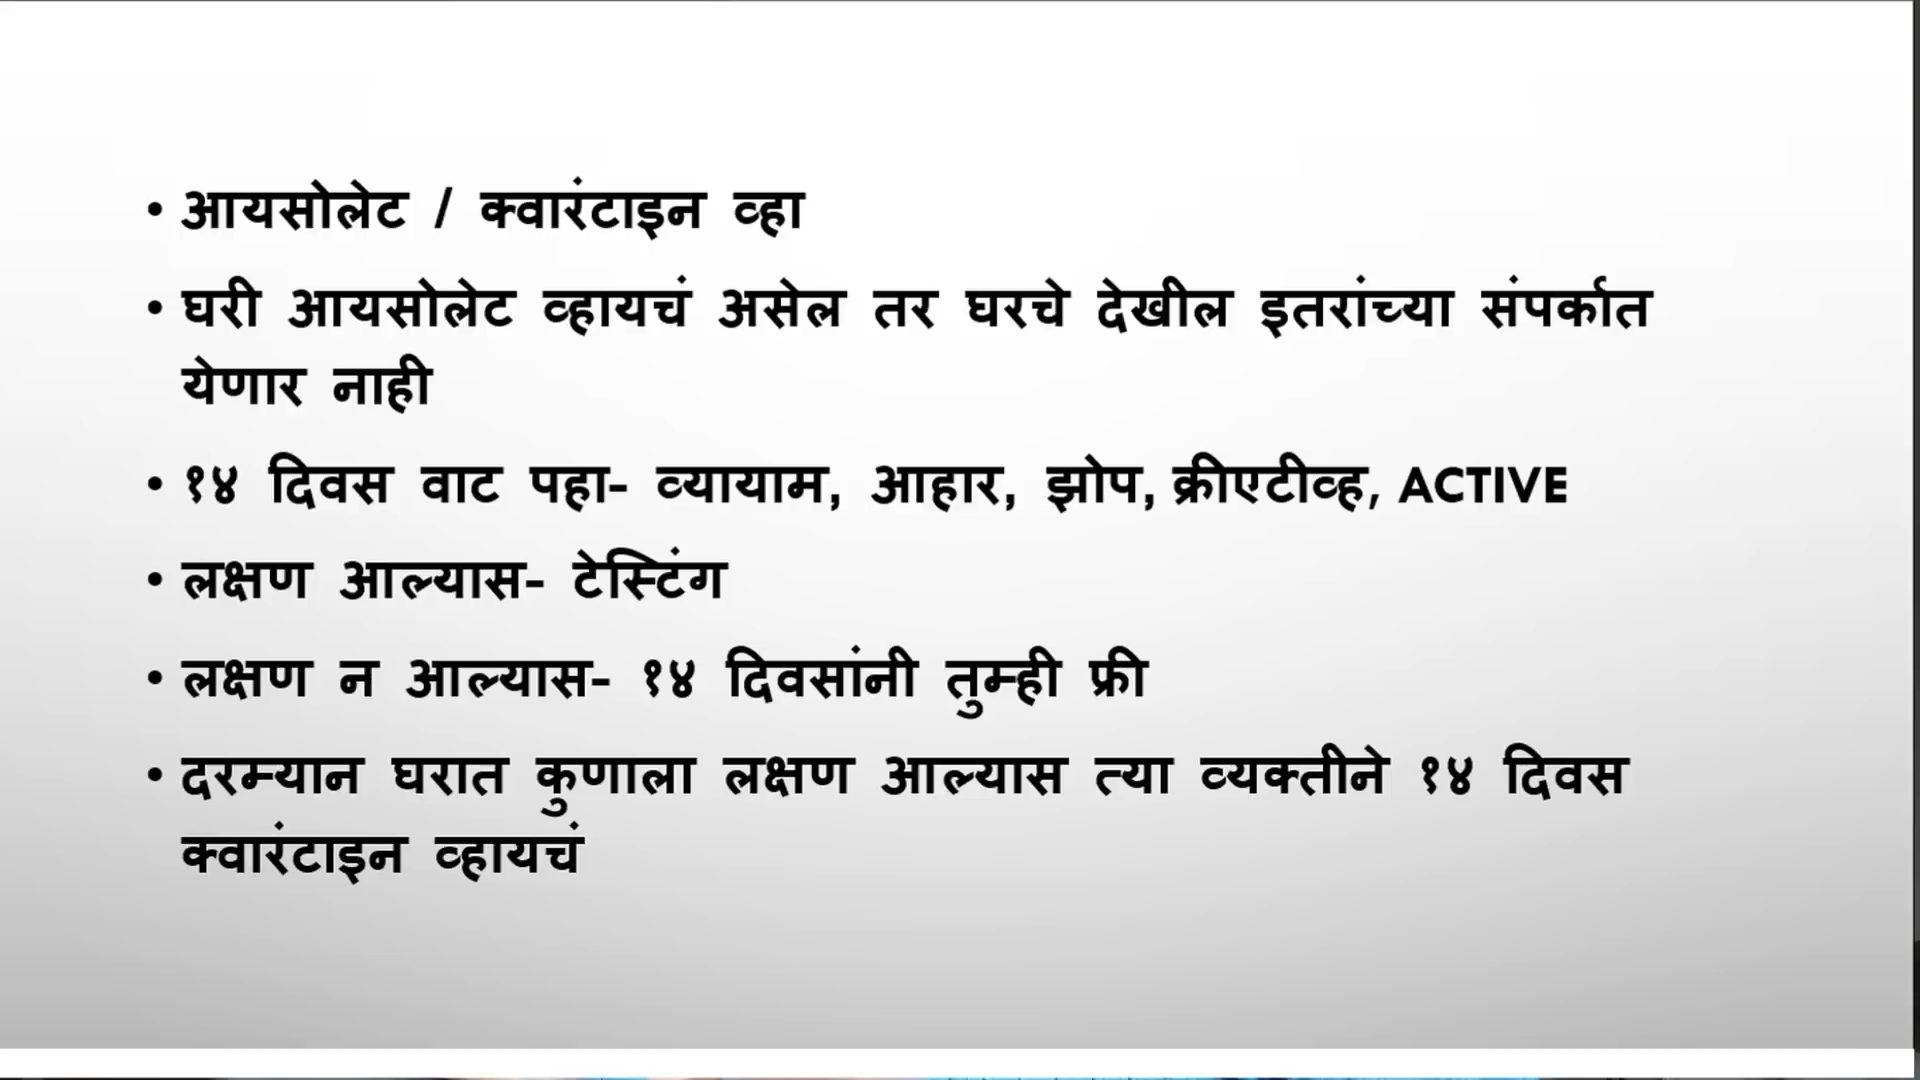 • आयसोलेट / क्वारंटाइन व्हा
• घरी आयसोलेट व्हायचं असेल तर घरचे देखील इतरांच्या संपर्कात
येणार नाही
• १४ दिवस वाट पहा- व्यायाम, आहार, झोप, क्रीएटीव्ह, ACTIVE
• लक्षण आल्यास- टेस्टिंग
• लक्षण न आल्यास- १४ दिवसांनी तुम्ही फ्री
• दरम्यान घरात कुणाला लक्षण आल्यास त्या व्यक्तीने १४ दिवस
क्वारंटाइन व्हायचं